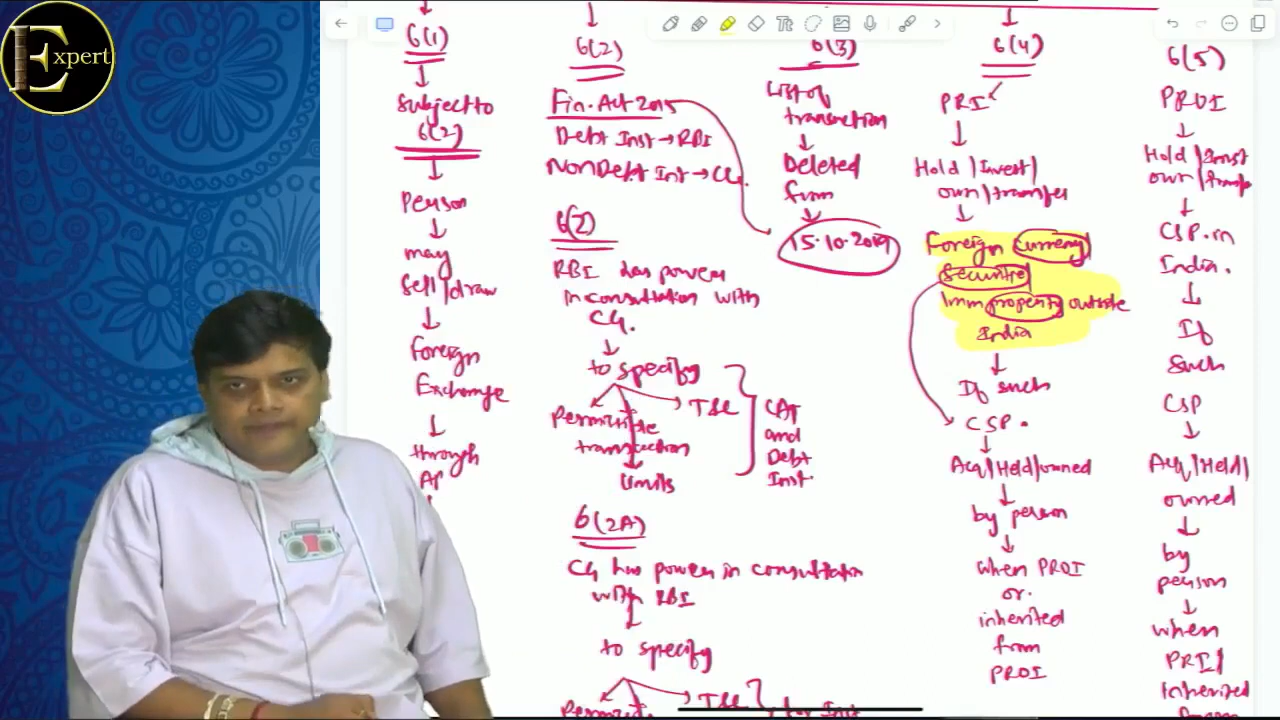 Expert
6(1)
Subject to
6(2)
Person
may
Sell/draw
Foreign
Exchange
through
AP
6(2)
Fin. Act 2015
Debt Inst → RBI
Non Debt Int → CG.
6(2)
RBI has powers
in consultation with
CG.
to specify
Permissible
transaction
Limits
T&C
CAT
and
Debt
Inst.
6(2A)
CG has power in consultation
with RBI
to specify
T&C
for Inst
6(3)
List of
transaction
Deleted
from
15.10.2019
6(4)
PRI
Hold/Invest/
own/transfer
Foreign Currency
Securities
Imm property outside
India
If such
CSP.
Acq/Held/owned
by person
when PROI
or.
inherited
from
PROI
6(5)
PROI
Hold/Inst
own/transfer
CSP. in
India.
If
Such
CSP
Acq/Held/
owned
by
person
when
PRI/
Inherited